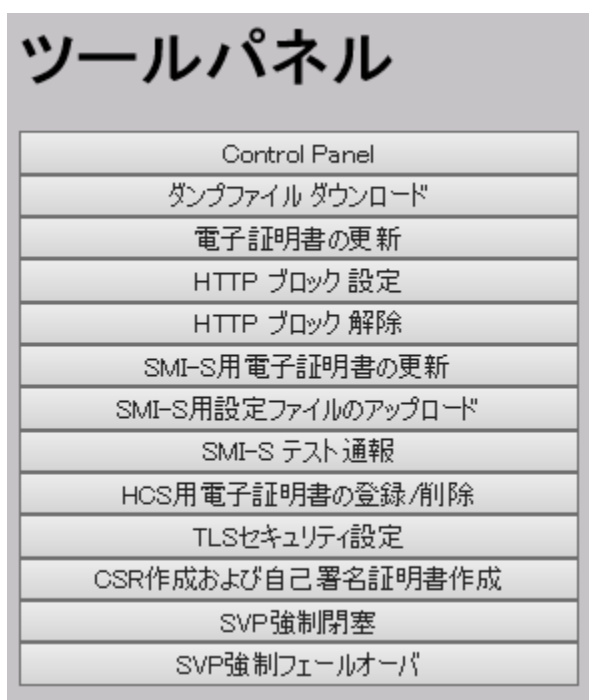 ツールパネル
Control Panel
ダンプファイル ダウンロード
電子証明書の更新
HTTP ブロック 設定
HTTP ブロック 解除
SMI-S用電子証明書の更新
SMI-S用設定ファイルのアップロード
SMI-S テスト通報
HCS用電子証明書の登録/削除
TLSセキュリティ設定
CSR作成および自己署名証明書作成
SVP強制閉塞
SVP強制フェールオーバ